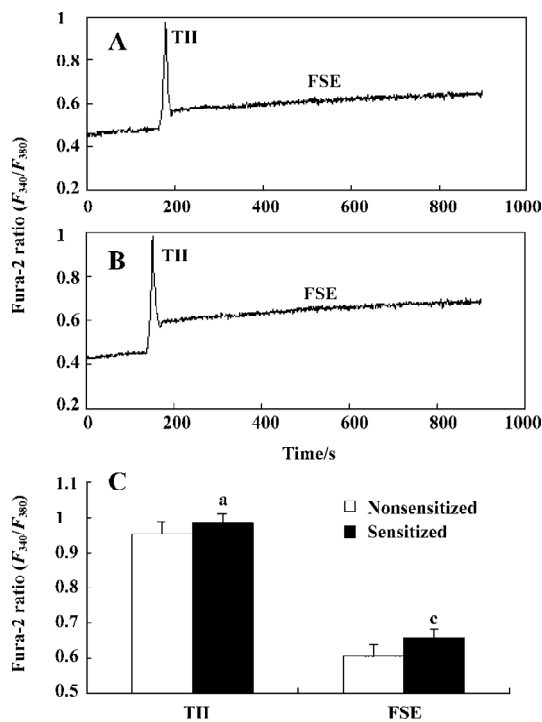 1
A
TII
0.8
FSE
0.6
0.4
0.2
0 200 400 600 800 1000
Fura-2 ratio (F340/F380)
1
B
TII
0.8
FSE
0.6
0.4
0.2
0 200 400 600 800 1000
Time/s
1.1
C
a
Nonsensitized
Sensitized
1
0.9
0.8
0.7
c
0.6
0.5
Fura-2 ratio (F340/F380)
TII FSE